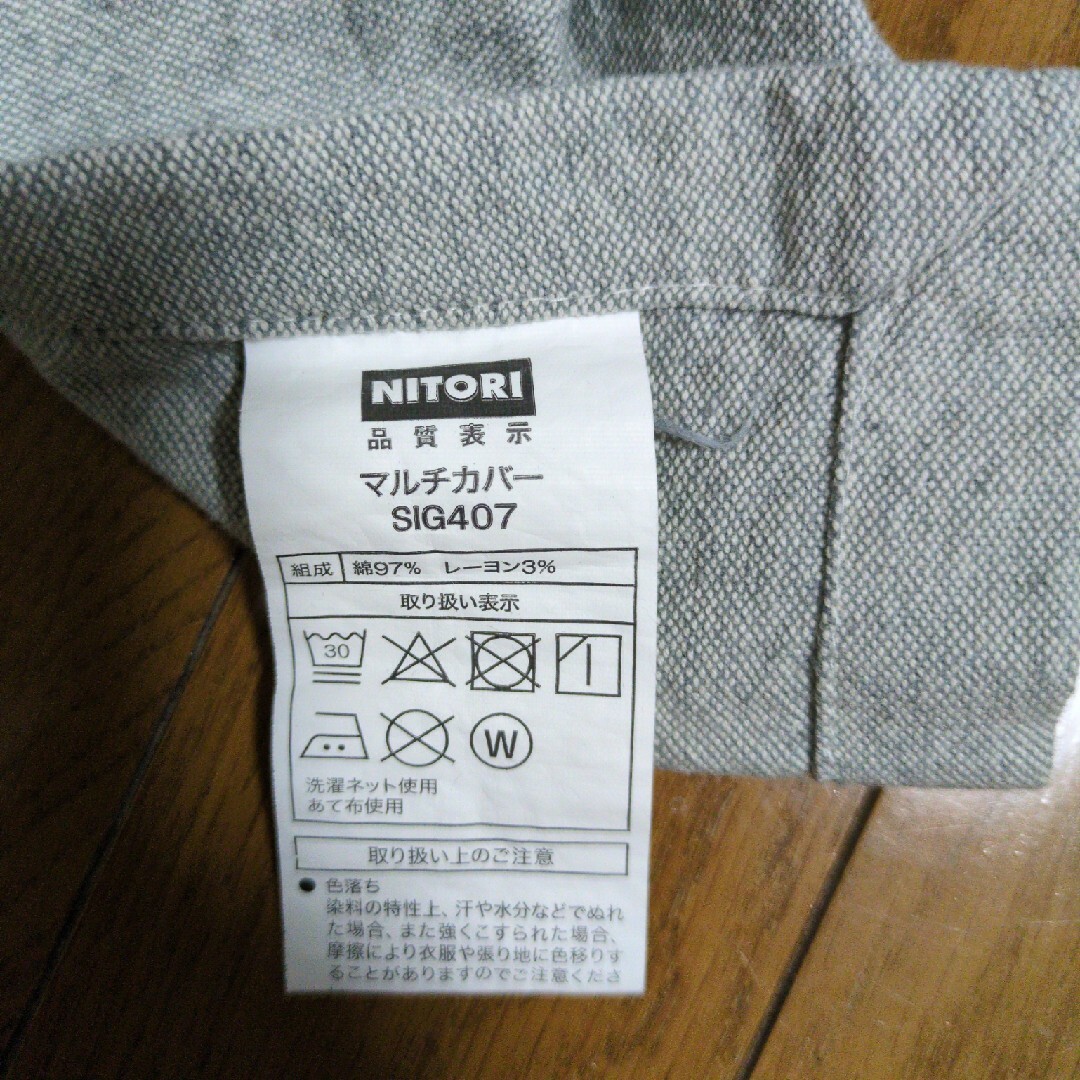 NITORI
品質表示
マルチカバー
SIG407
組成 綿97% レーヨン3%
取り扱い表示
30
W
洗濯ネット使用
あて布使用
取り扱い上のご注意
● 色落ち
染料の特性上、汗や水分などでぬれ
た場合、また強くこすられた場合、
摩擦により衣服や張り地に色移りす
ることがありますのでご注意くださ